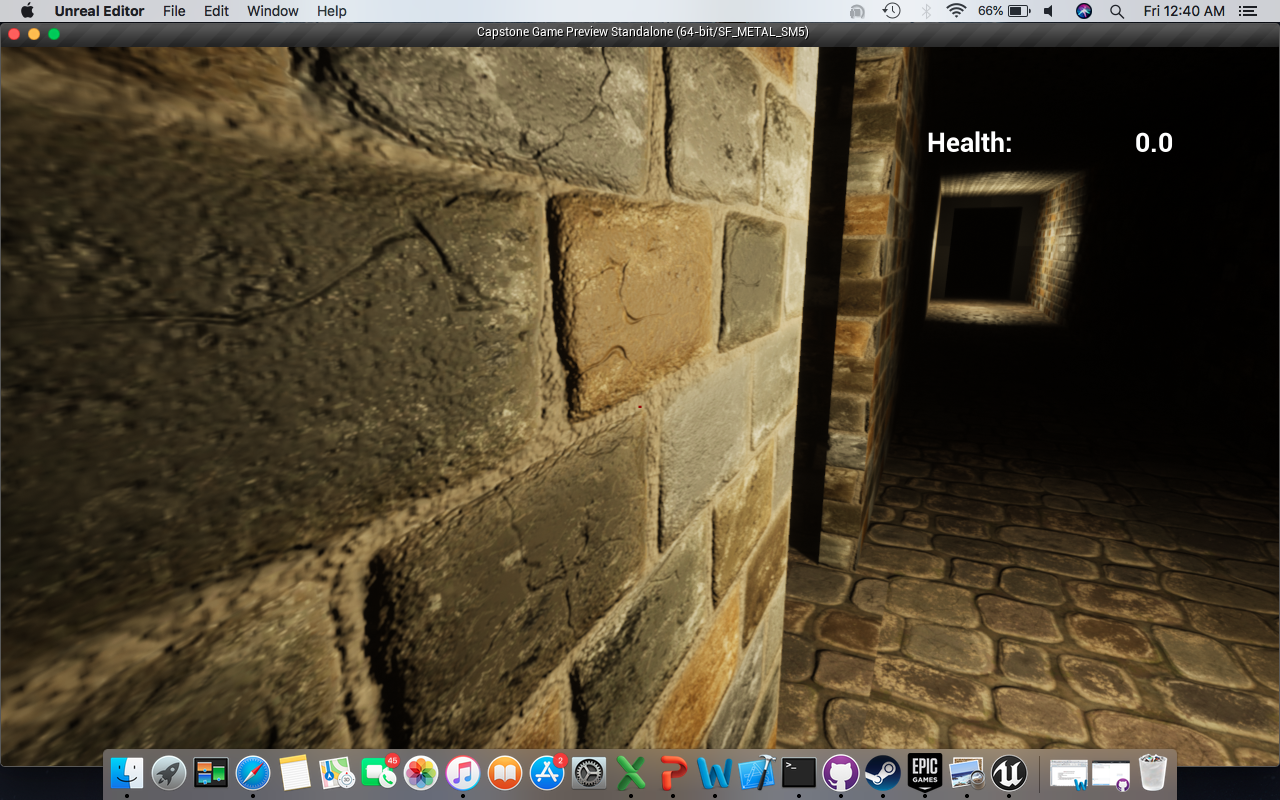 Unreal Editor File Edit Window Help 66% Fri 12:40 AM
Capstone Game Preview Standalone (64-bit/SF_METAL_SM5)
Health: 0.0
45
2
EPIC
GAMES